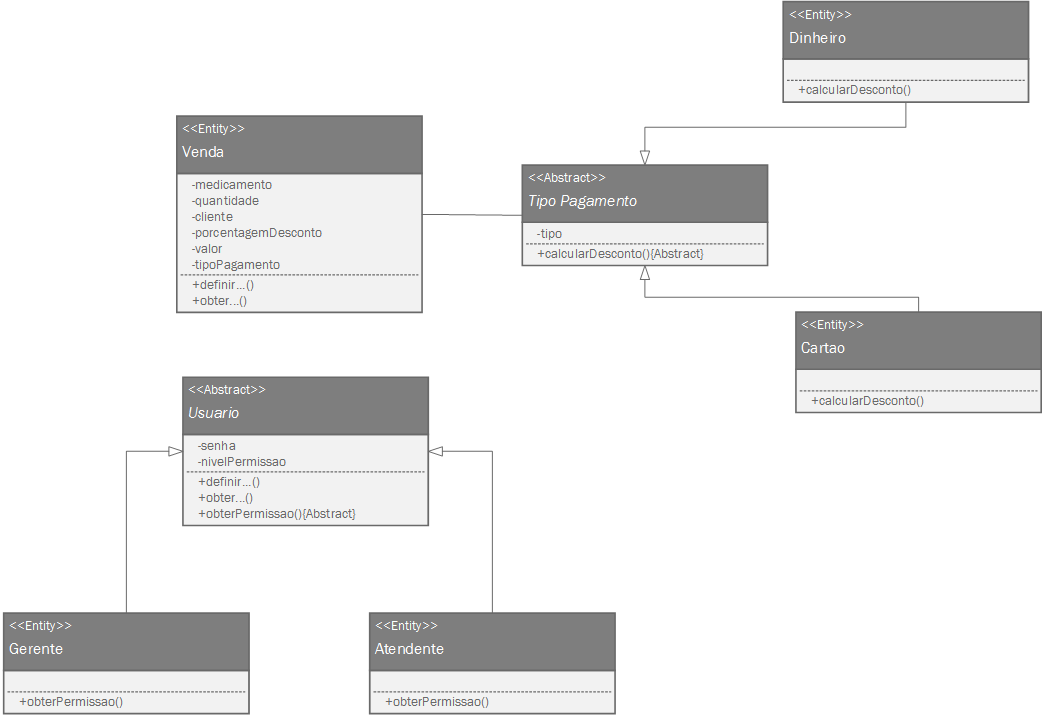 <<Entity>>
Dinheiro
+calcularDesconto()
<<Entity>>
Venda
-medicamento
-quantidade
-cliente
-porcentagemDesconto
-valor
-tipoPagamento
+definir...()
+obter...()
<<Abstract>>
Tipo Pagamento
-tipo
+calcularDesconto(){Abstract}
<<Entity>>
Cartao
+calcularDesconto()
<<Abstract>>
Usuario
-senha
-nivelPermissao
+definir...()
+obter...()
+obterPermissao(){Abstract}
<<Entity>>
Gerente
+obterPermissao()
<<Entity>>
Atendente
+obterPermissao()